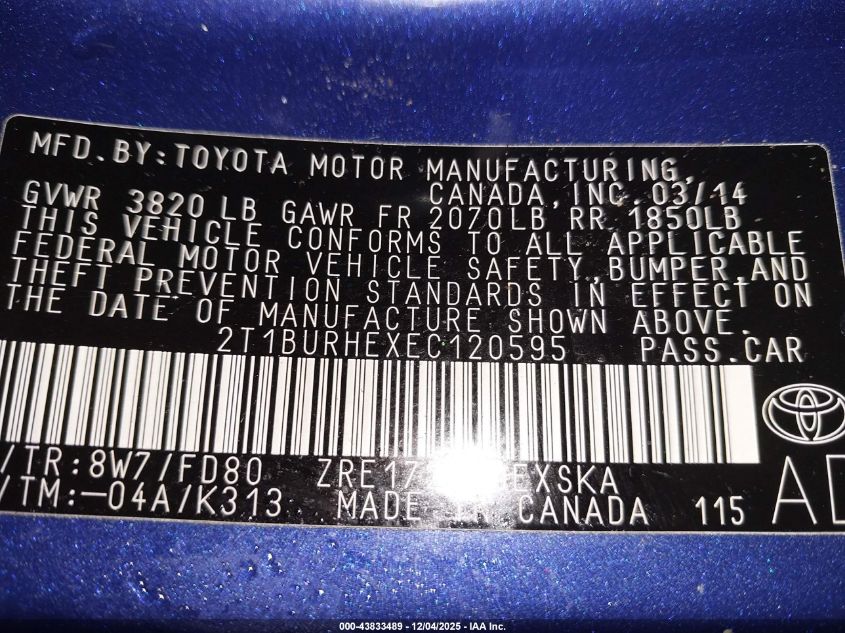 MFD.BY:TOYOTA MOTOR MANUFACTURING,
CANADA,INC. 03/14
GVWR 3820 LB GAWR FR 2070LB RR 1850LB
THIS VEHICLE CONFORMS TO ALL APPLICABLE
FEDERAL MOTOR VEHICLE SAFETY,BUMPER,AND
THEFT PREVENTION STANDARDS IN EFFECT ON
THE DATE OF MANUFACTURE SHOWN ABOVE.
2T1BURHEXEC120595 PASS.CAR
/TR:8W7/FD80 ZRE17 EXSKA
/TM:-04A/K313 MADE IN CANADA 115
000-43833489 - 12/04/2025 - IAA Inc.